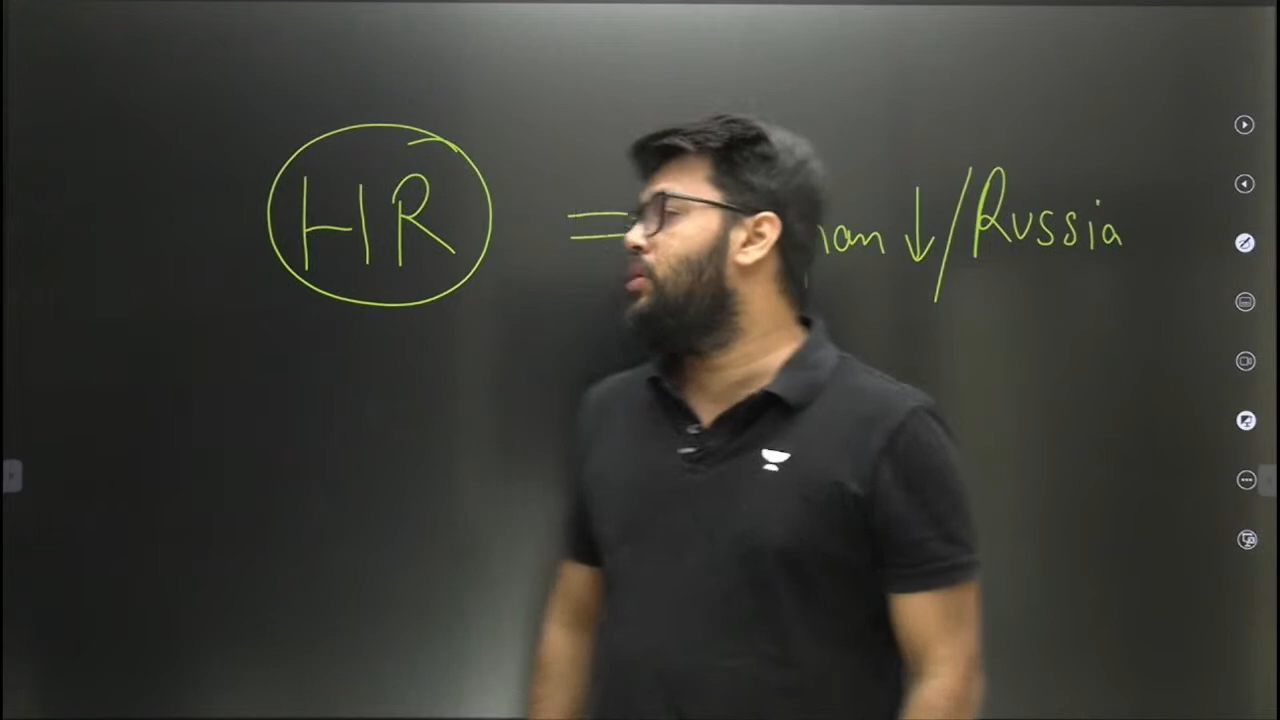 HR = ↓/Russia